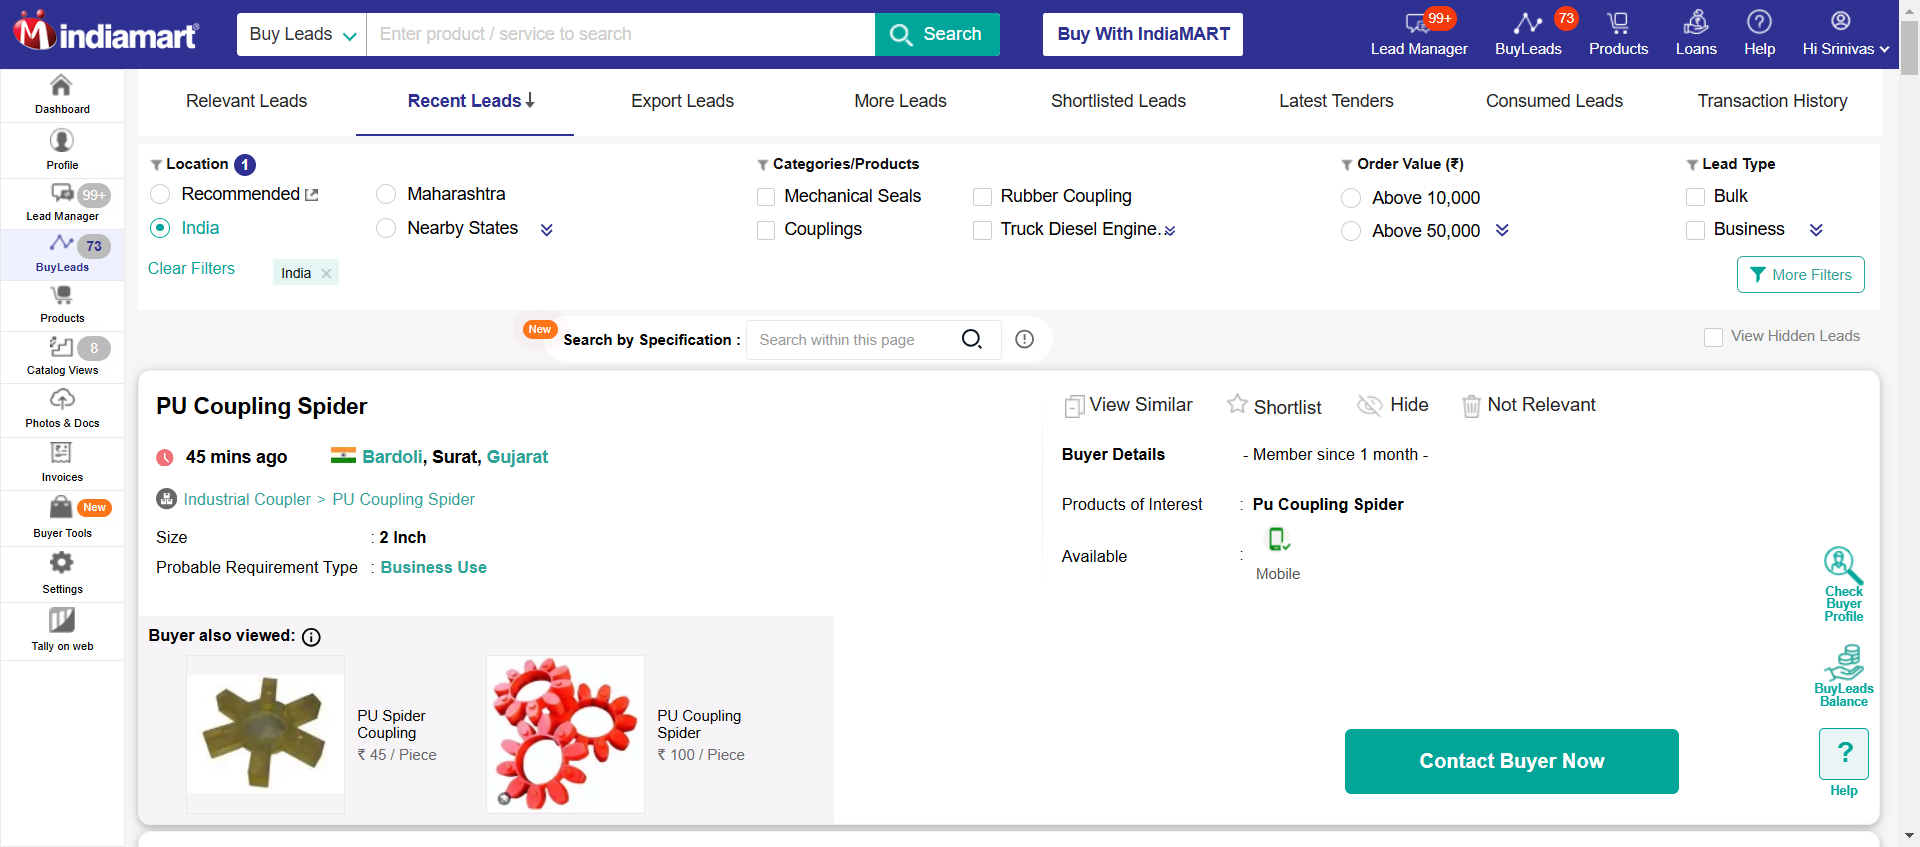 indiamart
Buy Leads
Enter product / service to search
Search
Buy With IndiaMART
99+
Lead Manager
73
BuyLeads
Products
Loans
Help
Hi Srinivas
Dashboard
Profile
99+
Lead Manager
73
BuyLeads
Products
8
Catalog Views
Photos & Docs
Invoices
New
Buyer Tools
Settings
Tally on web
Relevant Leads
Recent Leads
Export Leads
More Leads
Shortlisted Leads
Latest Tenders
Consumed Leads
Transaction History
Location 1
Recommended
Maharashtra
India
Nearby States
Clear Filters
India
Categories/Products
Mechanical Seals
Rubber Coupling
Couplings
Truck Diesel Engine.
Order Value (₹)
Above 10,000
Above 50,000
Lead Type
Bulk
Business
More Filters
New
Search by Specification :
Search within this page
View Hidden Leads
PU Coupling Spider
45 mins ago
Bardoli, Surat, Gujarat
Industrial Coupler > PU Coupling Spider
Size : 2 Inch
Probable Requirement Type : Business Use
View Similar
Shortlist
Hide
Not Relevant
Buyer Details - Member since 1 month -
Products of Interest : Pu Coupling Spider
Available :
Mobile
Buyer also viewed:
PU Spider
Coupling
₹ 45 / Piece
PU Coupling
Spider
₹ 100 / Piece
Contact Buyer Now
Check
Buyer
Profile
BuyLeads
Balance
?
Help